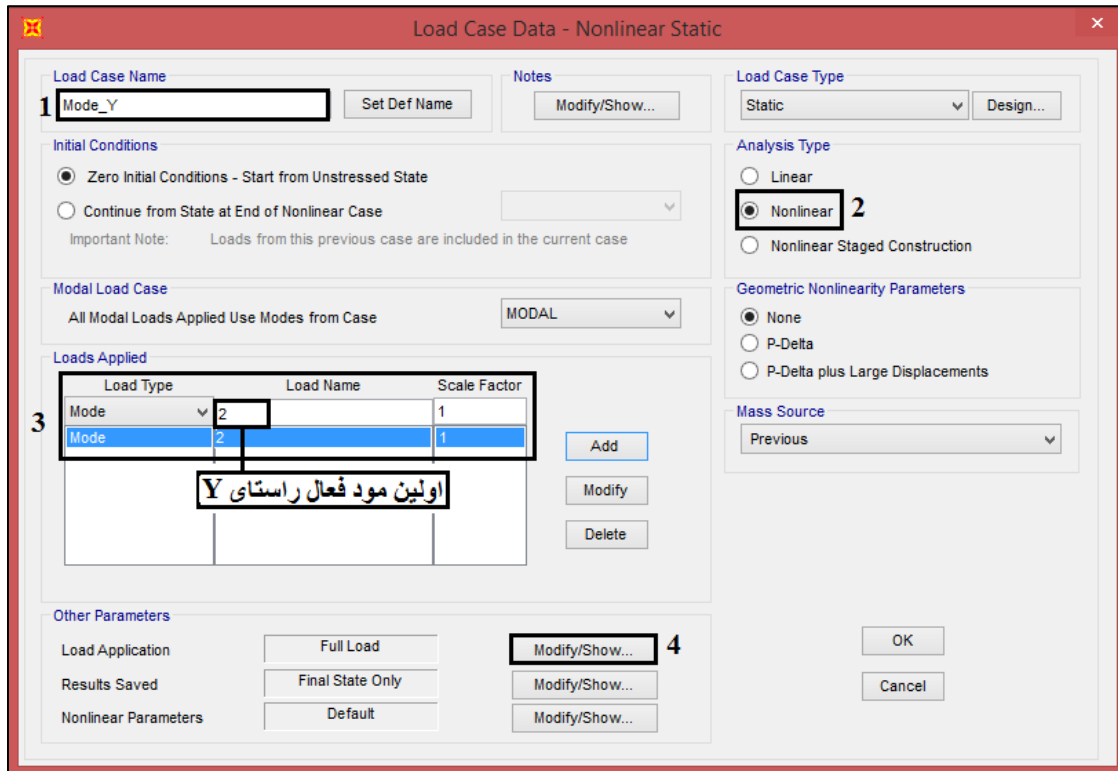 Load Case Data - Nonlinear Static
Load Case Name
1
Mode_Y
Set Def Name
Notes
Modify/Show...
Load Case Type
Static
Design...
Initial Conditions
Zero Initial Conditions - Start from Unstressed State
Continue from State at End of Nonlinear Case
Important Note: Loads from this previous case are included in the current case
Analysis Type
Linear
Nonlinear
2
Nonlinear Staged Construction
Modal Load Case
All Modal Loads Applied Use Modes from Case
MODAL
Geometric Nonlinearity Parameters
None
P-Delta
P-Delta plus Large Displacements
Loads Applied
3
Load Type Load Name Scale Factor
Mode 2 1
Mode 2 1
اولین مود فعال راستای Y
Add
Modify
Delete
Mass Source
Previous
Other Parameters
Load Application Full Load Modify/Show... 4
Results Saved Final State Only Modify/Show...
Nonlinear Parameters Default Modify/Show...
OK
Cancel